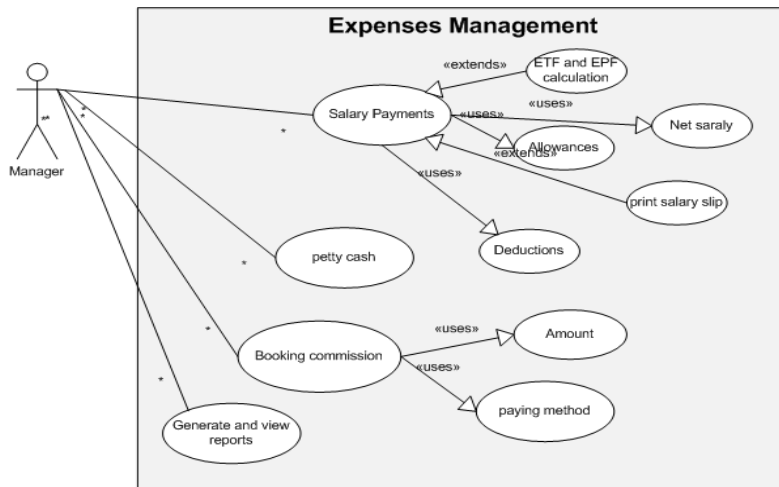 Expenses Management
«extends»
ETF and EPF
calculation
«uses»
Salary Payments
«uses»
Net saraly
Allowances
«extends»
Manager
«uses»
print salary slip
Deductions
petty cash
«uses»
Amount
Booking commission
«uses»
paying method
Generate and view
reports
*
*
*
*
*
*
*
*